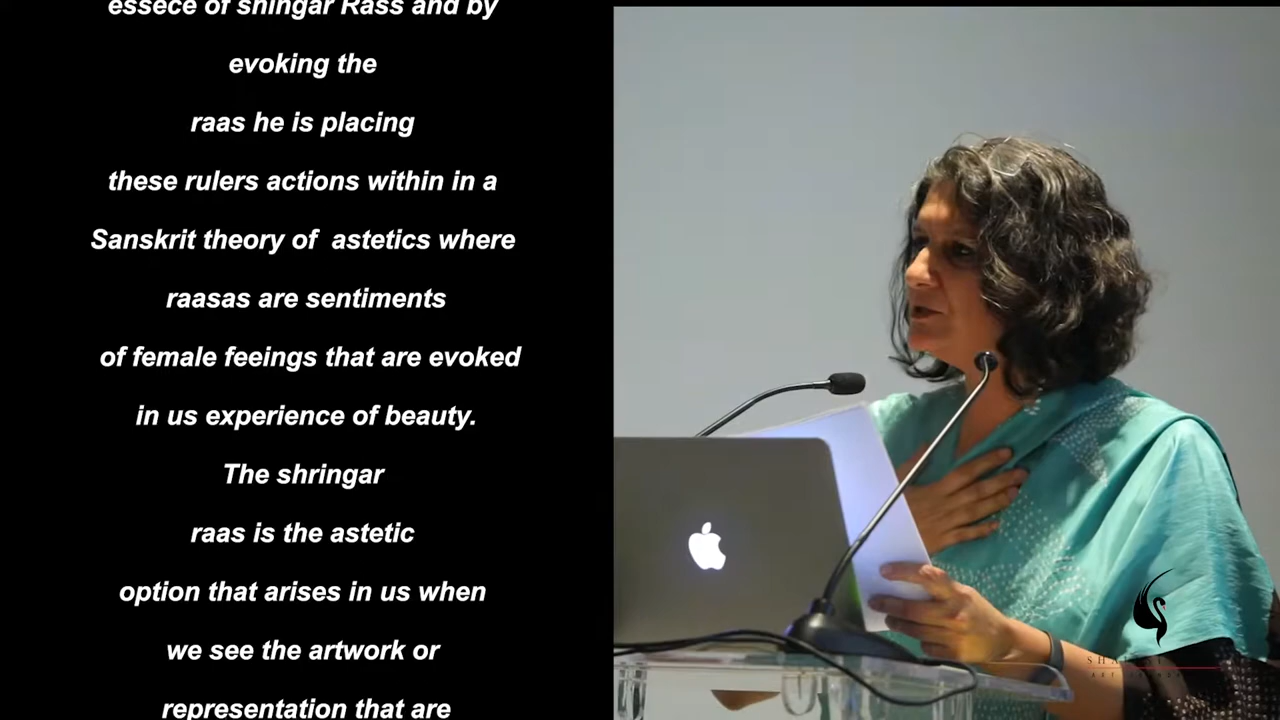 essece of shingar Rass and by
evoking the
raas he is placing
these rulers actions within in a
Sanskrit theory of astetics where
raasas are sentiments
of female feeings that are evoked
in us experience of beauty.
The shringar
raas is the astetic
option that arises in us when
we see the artwork or
representation that are